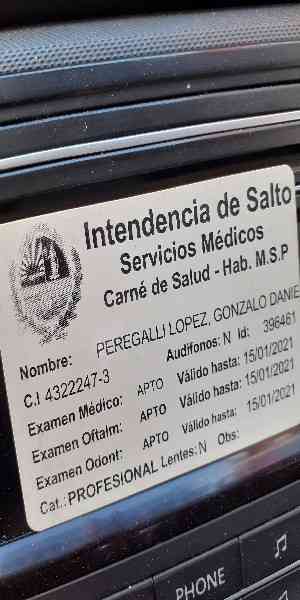 Intendencia de Salto
Servicios Médicos
Carné de Salud - Hab. M.S.P
Nombre: PEREGALLI LOPEZ, GONZALO DANIE
C.I 4322247-3 Audífonos: N Id: 396461
Examen Médico: APTO Válido hasta: 15/01/2021
Examen Oftalm: APTO Válido hasta: 15/01/2021
Examen Odont: APTO Válido hasta: 15/01/2021
Cat.: PROFESIONAL Lentes: N Obs:
PHONE